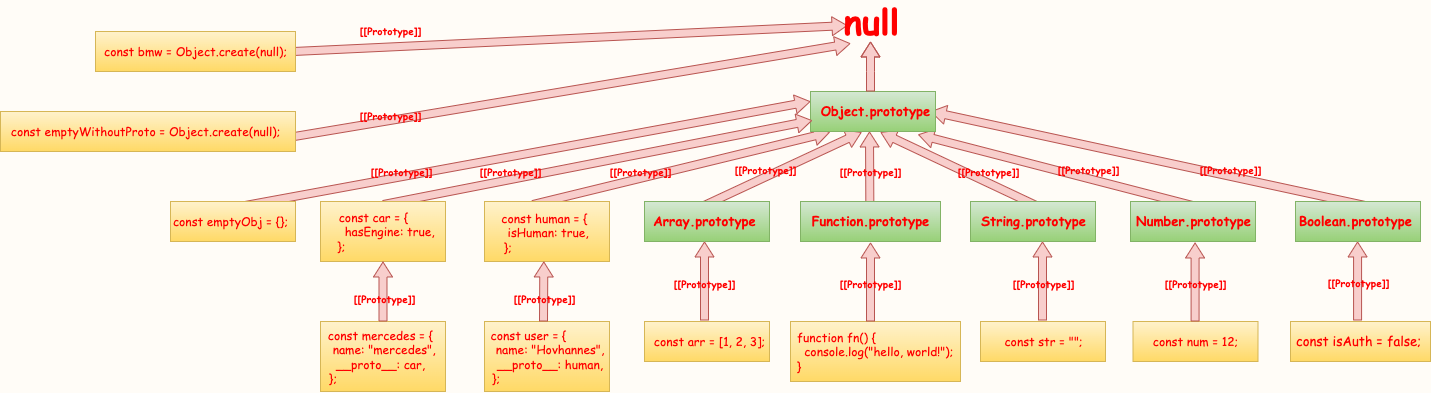 null
[[Prototype]]
const bmw = Object.create(null);
[[Prototype]]
const emptyWithoutProto = Object.create(null);
Object.prototype
[[Prototype]]
[[Prototype]]
[[Prototype]]
[[Prototype]]
[[Prototype]]
[[Prototype]]
[[Prototype]]
[[Prototype]]
const emptyObj = {};
const car = {
hasEngine: true,
};
const human = {
isHuman: true,
};
Array.prototype
Function.prototype
String.prototype
Number.prototype
Boolean.prototype
[[Prototype]]
[[Prototype]]
[[Prototype]]
[[Prototype]]
[[Prototype]]
[[Prototype]]
[[Prototype]]
const mercedes = {
name: "mercedes",
__proto__: car,
};
const user = {
name: "Hovhannes",
__proto__: human,
};
const arr = [1, 2, 3];
function fn() {
console.log("hello, world!");
}
const str = "";
const num = 12;
const isAuth = false;